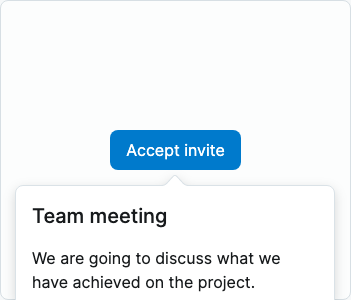 Accept invite
Team meeting
We are going to discuss what we
have achieved on the project.